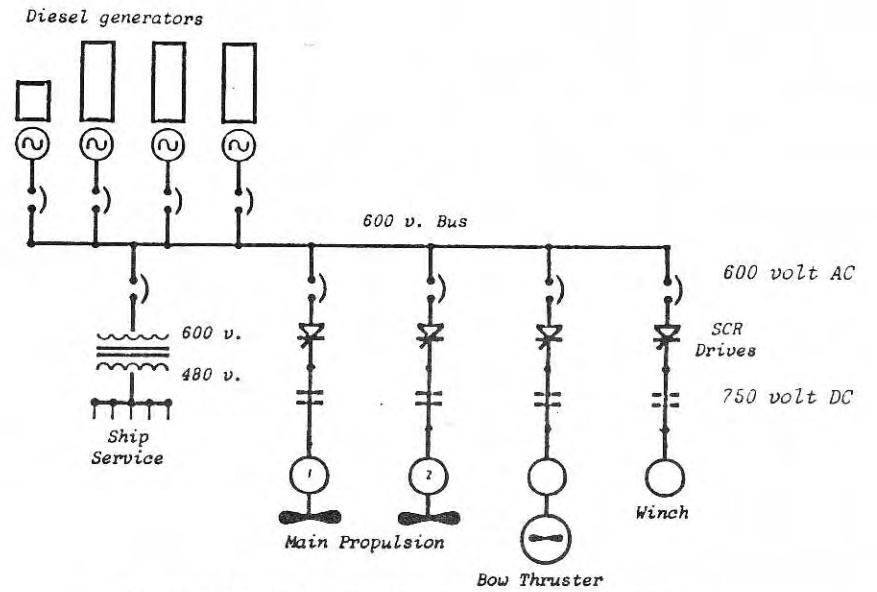 Diesel generators
600 v. Bus
600 volt AC
600 v.
SCR
Drives
480 v.
750 volt DC
Ship
Service
1
2
Winch
Main Propulsion
Bow Thruster